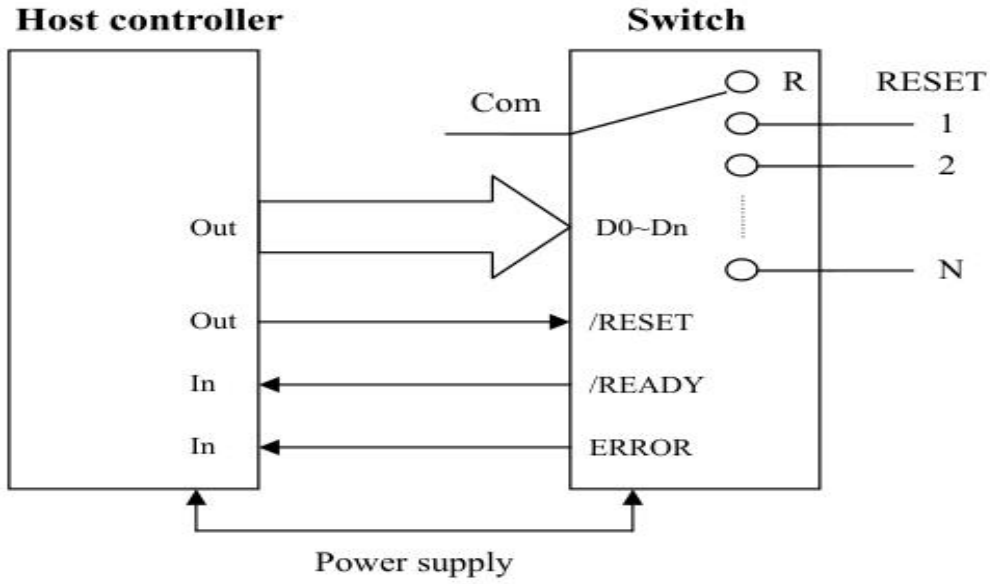 Host controller
Switch
Com
R
RESET
1
2
Out
D0~Dn
N
Out
/RESET
In
/READY
In
ERROR
Power supply